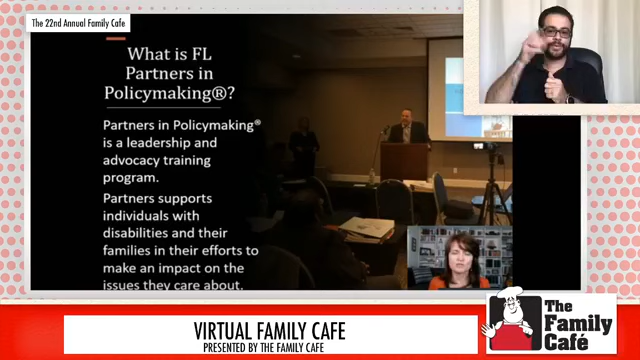 The 22nd Annual Family Cafe
What is FL
Partners in
Policymaking®?
Partners in Policymaking®
is a leadership and
advocacy training
program.
Partners supports
individuals with
disabilities and their
families in their efforts to
make an impact on the
issues they care about.
VIRTUAL FAMILY CAFE
PRESENTED BY THE FAMILY CAFE
The
Family
Café